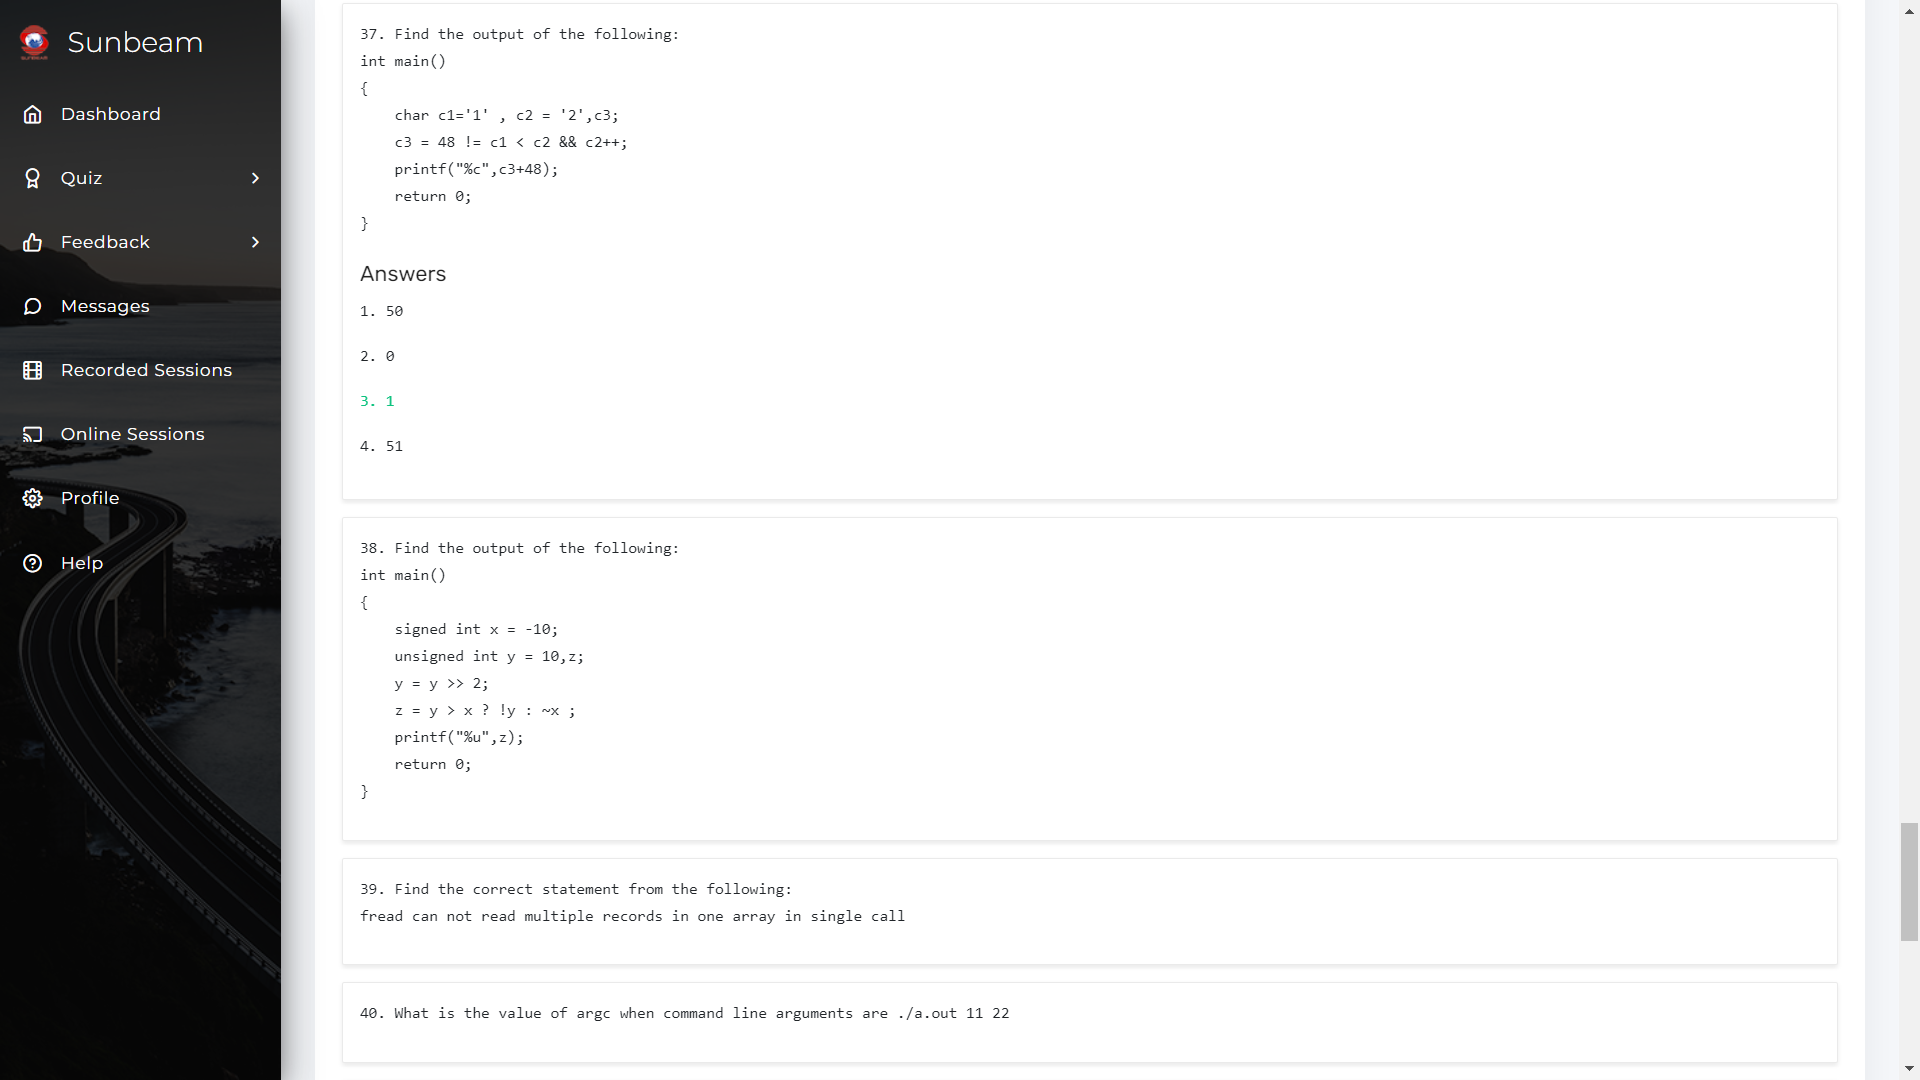 Sunbeam
Dashboard
Quiz
Feedback
Messages
Recorded Sessions
Online Sessions
Profile
Help
37. Find the output of the following:
int main()
{
    char c1='1' , c2 = '2',c3;
    c3 = 48 != c1 < c2 && c2++;
    printf("%c",c3+48);
    return 0;
}
Answers
1. 50
2. 0
3. 1
4. 51
38. Find the output of the following:
int main()
{
    signed int x = -10;
    unsigned int y = 10,z;
    y = y >> 2;
    z = y > x ? !y : ~x ;
    printf("%u",z);
    return 0;
}
39. Find the correct statement from the following:
fread can not read multiple records in one array in single call
40. What is the value of argc when command line arguments are ./a.out 11 22